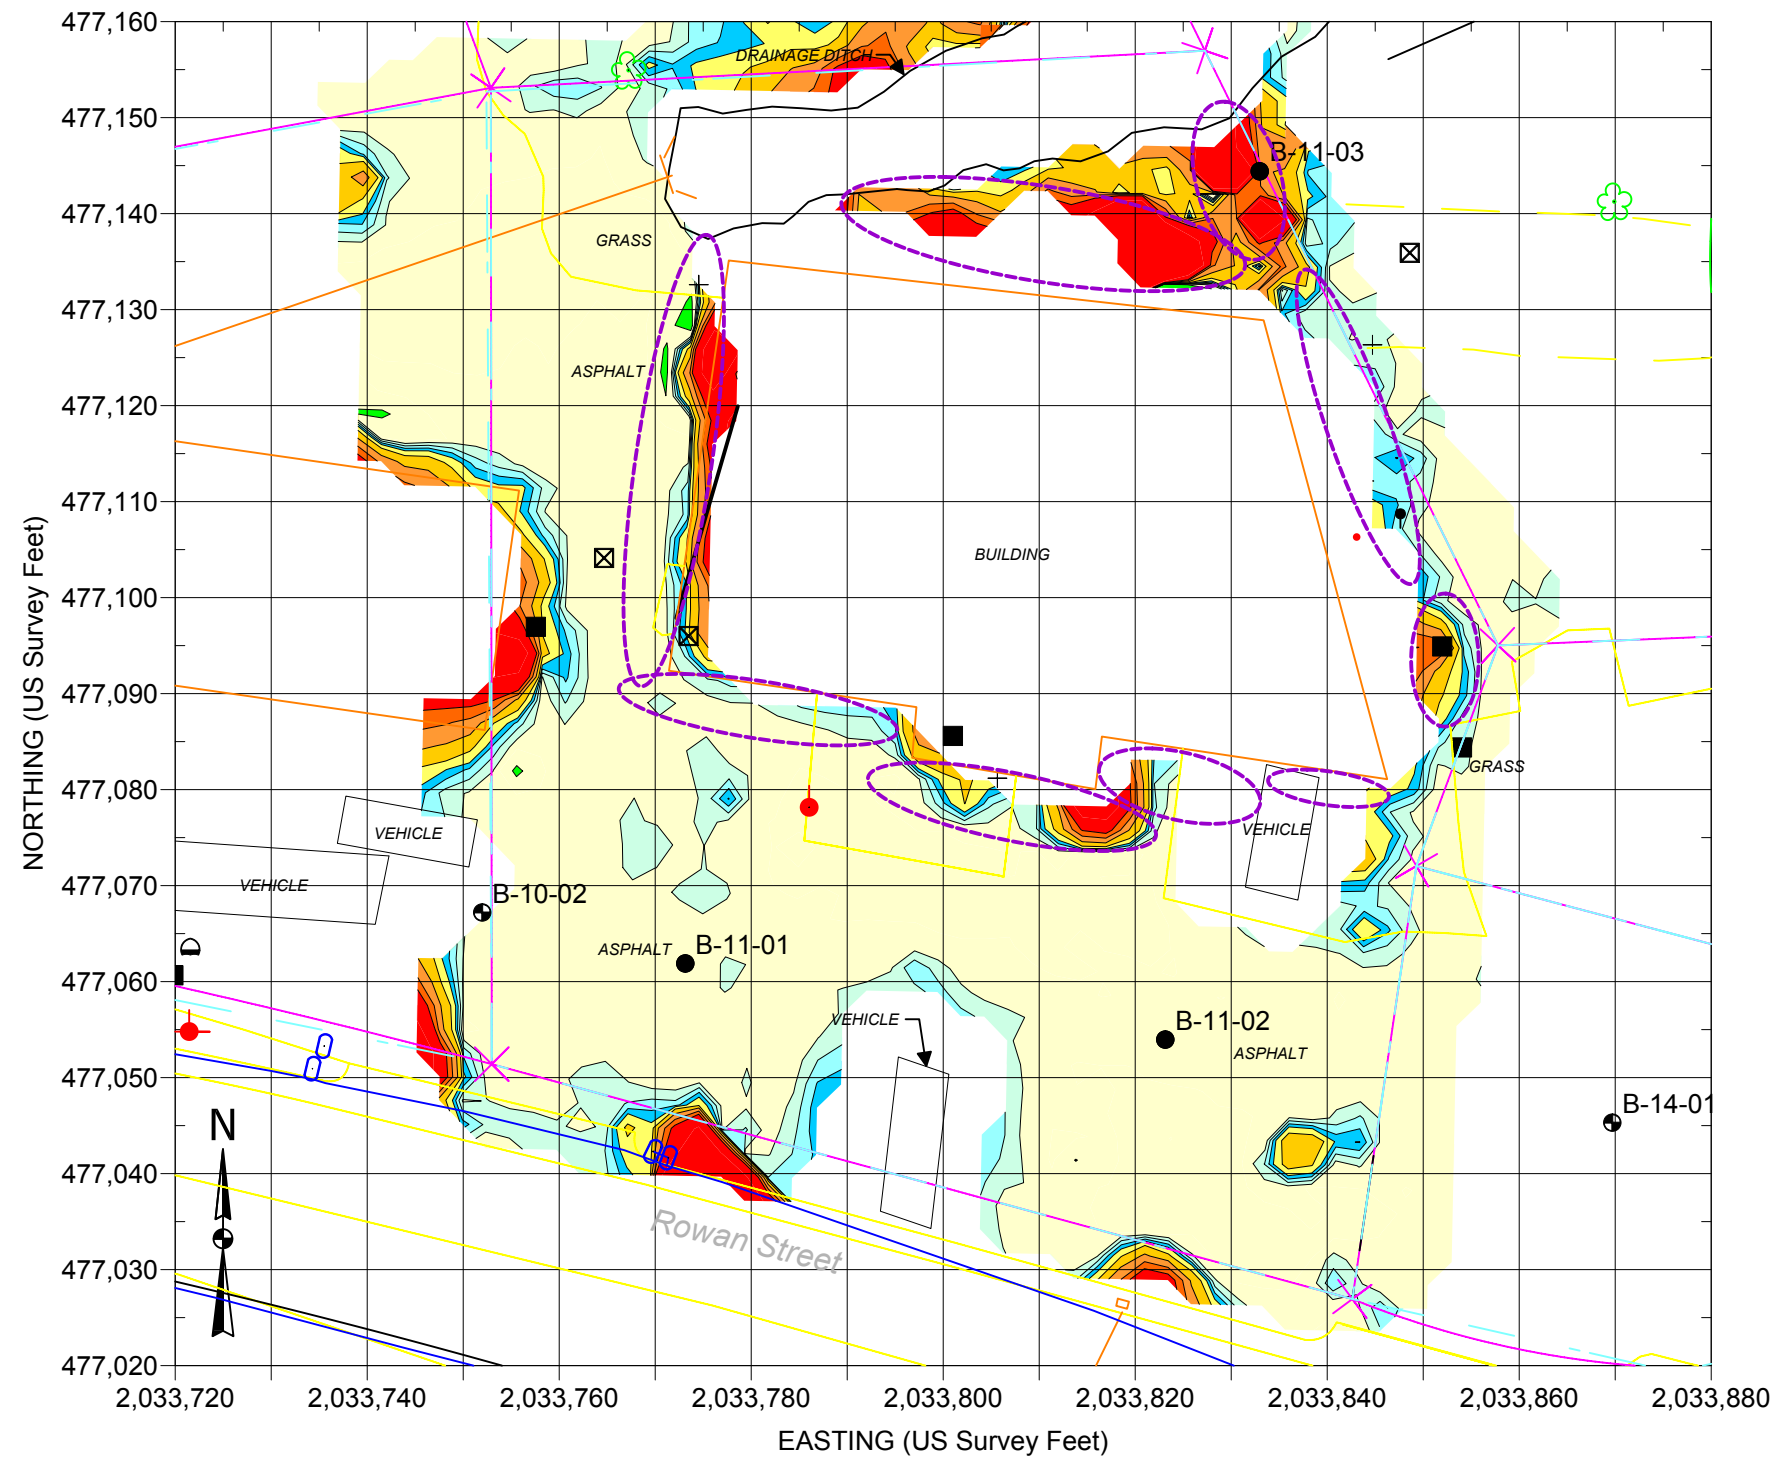 477,160
DRAINAGE DITCH
477,150
B-11-03
477,140
GRASS
477,130
ASPHALT
477,120
477,110
BUILDING
477,100
477,090
GRASS
477,080
VEHICLE
VEHICLE
477,070
VEHICLE
B-10-02
ASPHALT
B-11-01
477,060
VEHICLE
B-11-02
ASPHALT
477,050
B-14-01
N
477,040
Rowan Street
477,030
477,020
NORTHING (US Survey Feet)
2,033,720
2,033,740
2,033,760
2,033,780
2,033,800
2,033,820
2,033,840
2,033,860
2,033,880
EASTING (US Survey Feet)